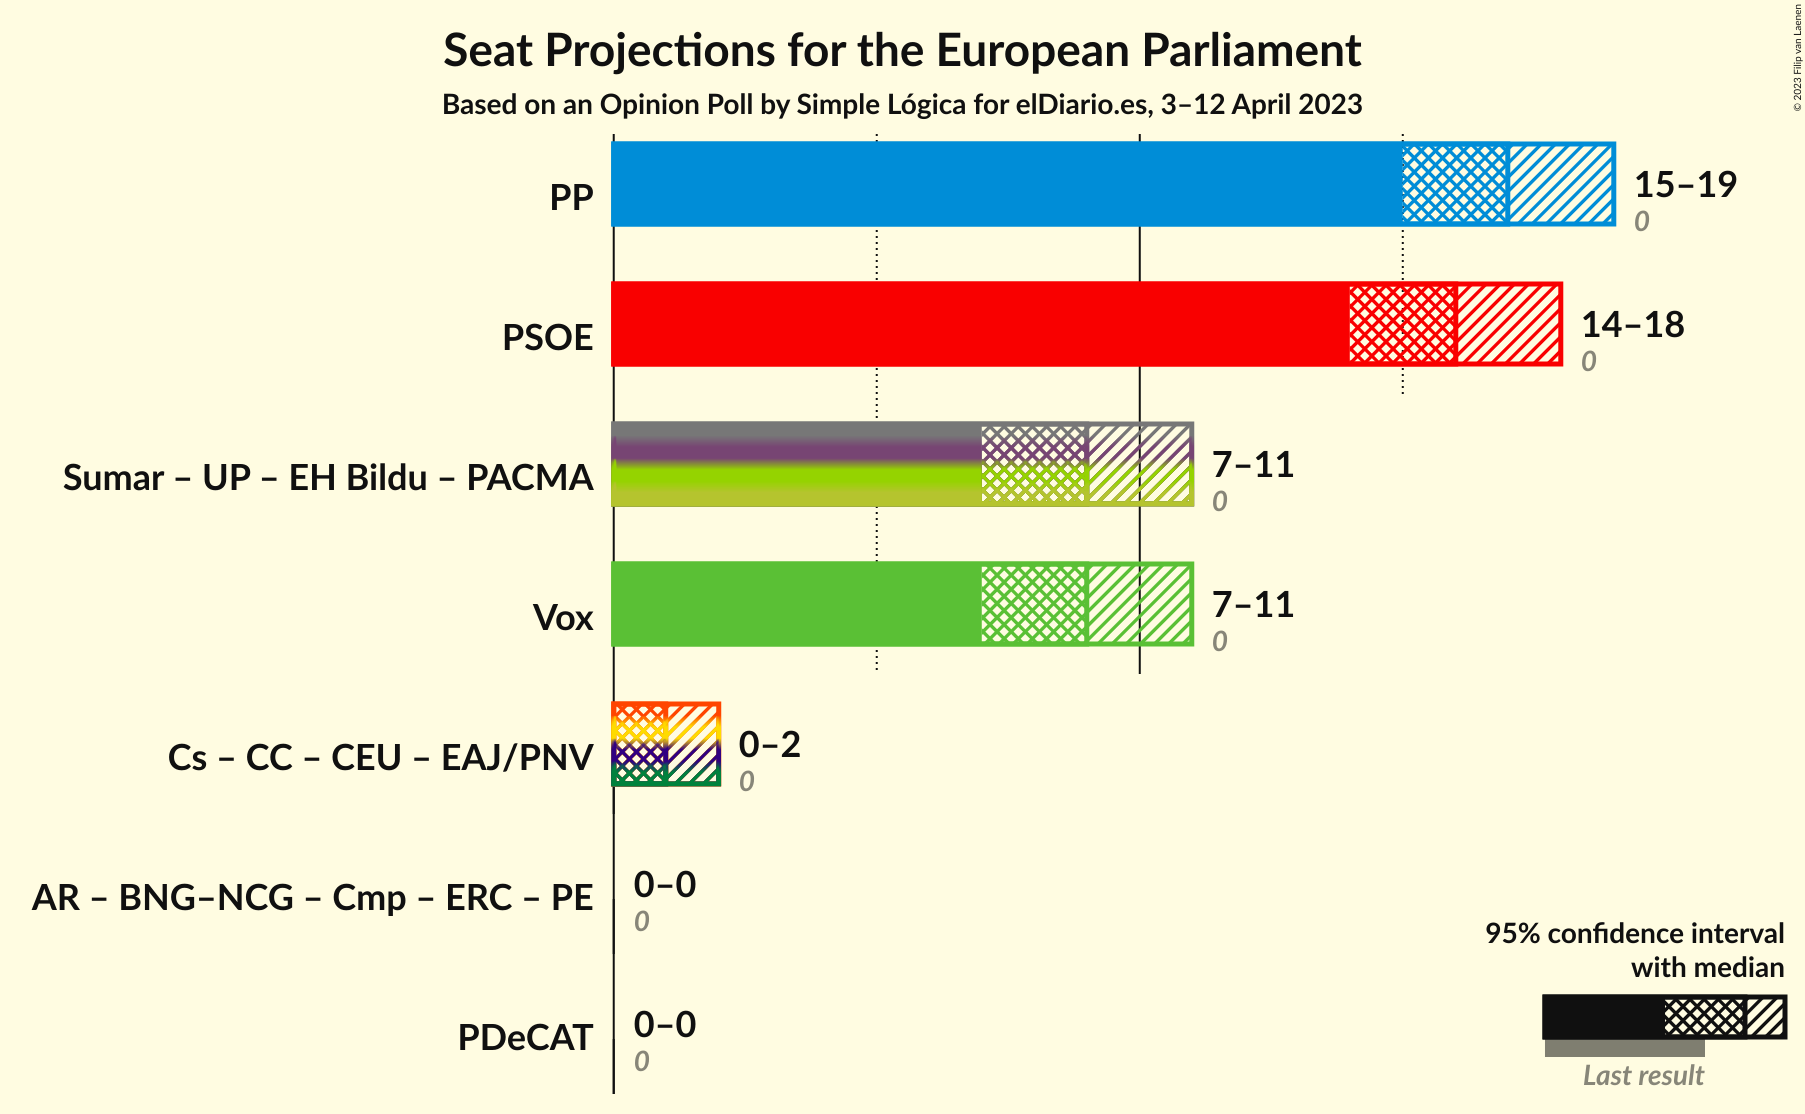 Seat Projections for the European Parliament
Based on an Opinion Poll by Simple Lógica for elDiario.es, 3–12 April 2023
© 2023 Filip van Laenen
PP
15–19
0
PSOE
14–18
0
Sumar – UP – EH Bildu – PACMA
7–11
0
Vox
7–11
0
Cs – CC – CEU – EAJ/PNV
0–2
0
AR – BNG–NCG – Cmp – ERC – PE
0–0
0
PDeCAT
0–0
0
95% confidence interval
with median
Last result